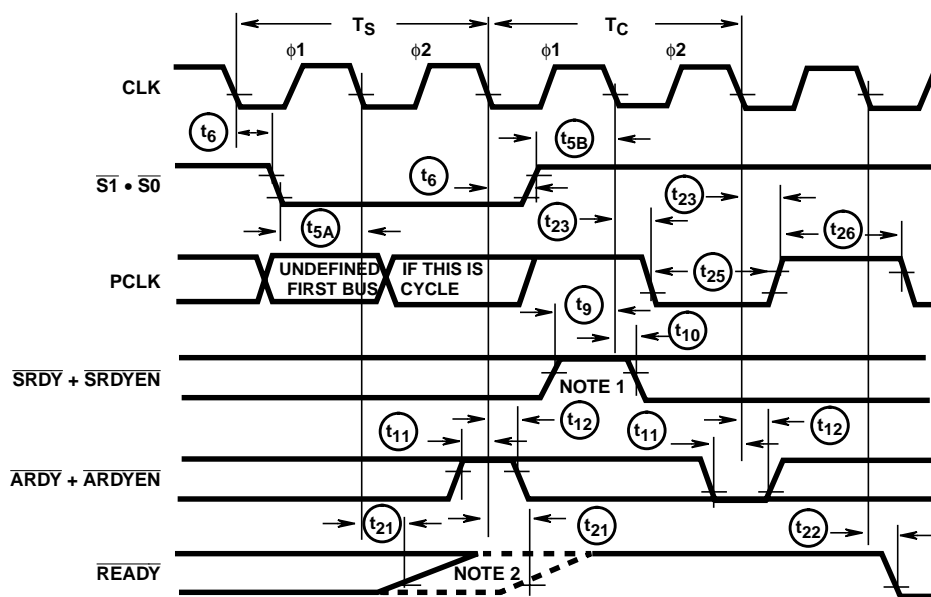 TS TC
ϕ1 ϕ2 ϕ1 ϕ2
CLK
t6 t5B
S1 • S0
t6 t23 t23
t5A t26
PCLK
UNDEFINED IF THIS IS
FIRST BUS CYCLE
t25
t9
t10
SRDY + SRDYEN
NOTE 1
t11 t12 t11 t12
ARDY + ARDYEN
t21 t21 t22
READY
NOTE 2